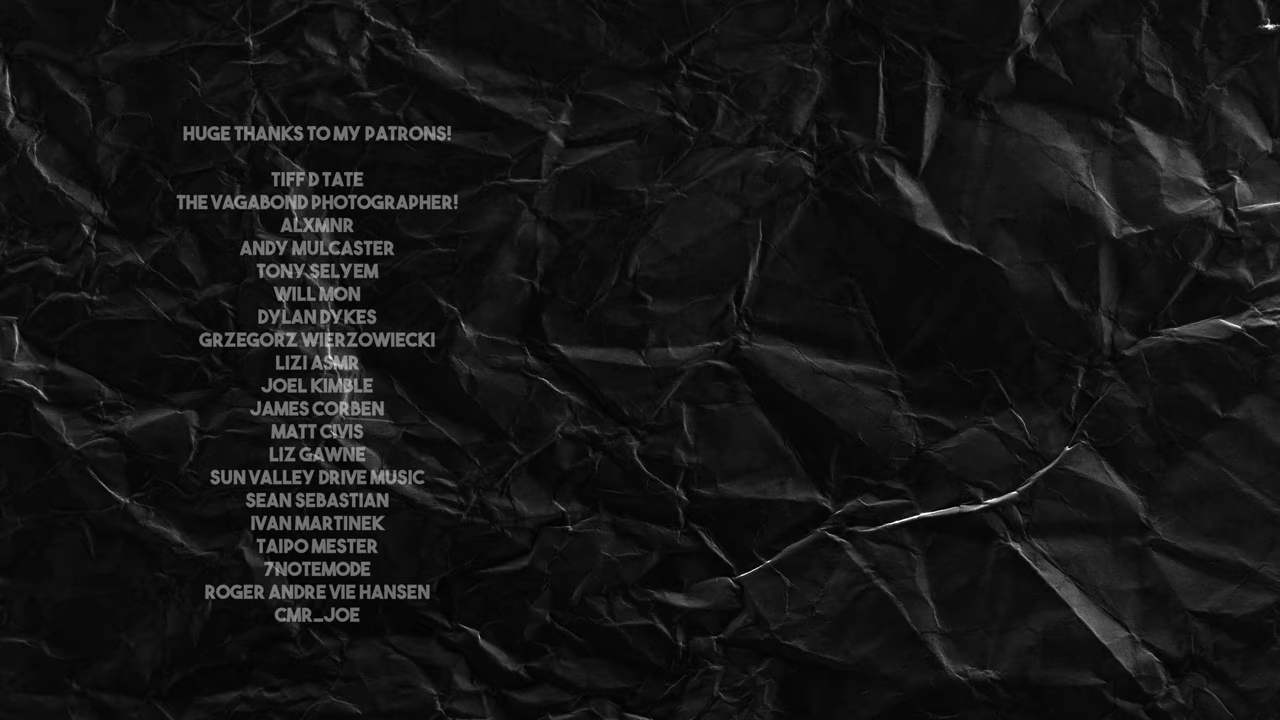 HUGE THANKS TO MY PATRONS!
TIFF D TATE
THE VAGABOND PHOTOGRAPHER!
ALXMNR
ANDY MULCASTER
TONY SELYEM
WILL MON
DYLAN DYKES
GRZEGORZ WIERZOWIECKI
LIZI ASMR
JOEL KIMBLE
JAMES CORBEN
MATT CIVIS
LIZ GAWNE
SUN VALLEY DRIVE MUSIC
SEAN SEBASTIAN
IVAN MARTINEK
TAIPO MESTER
7NOTEMODE
ROGER ANDRE VIE HANSEN
CMR_JOE